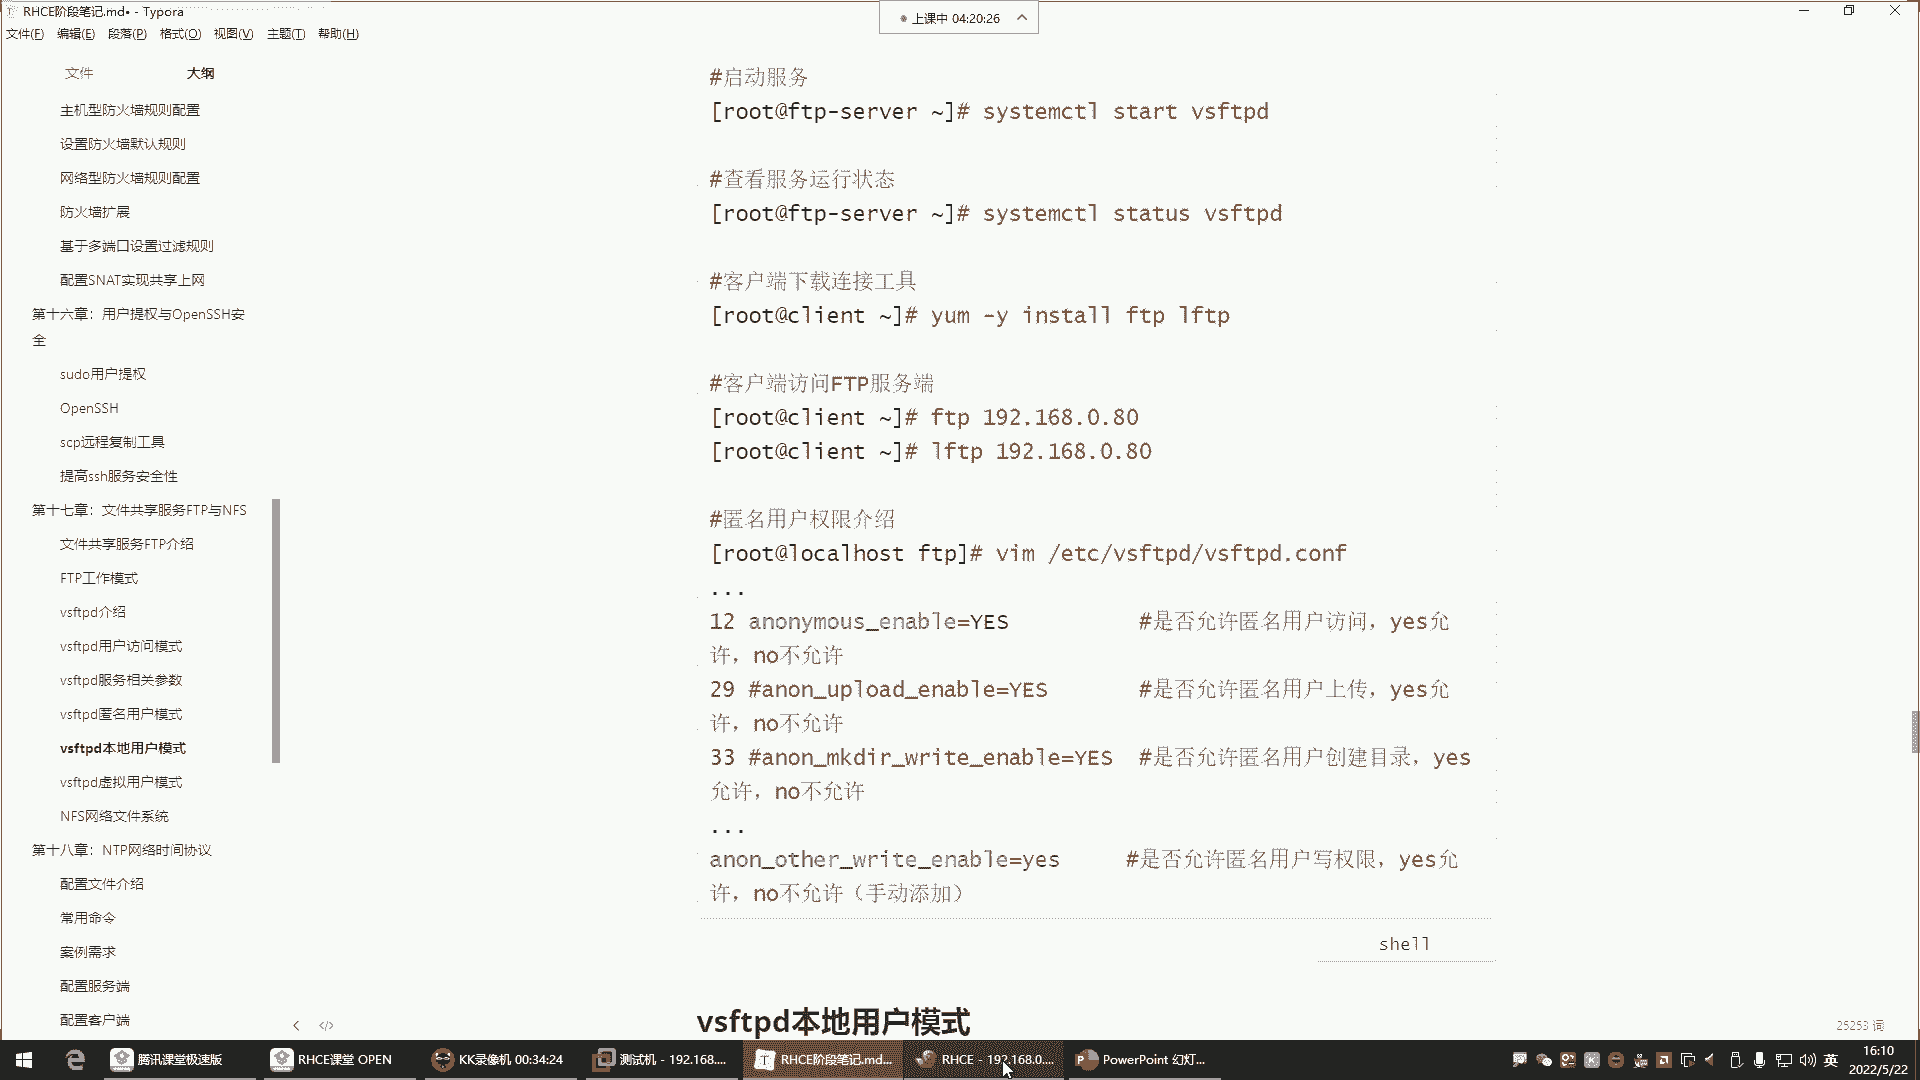 RHCE阶段笔记.md• - Typora
上课中 04:20:26
文件(F) 编辑(E) 段落(P) 格式(O) 视图(V) 主题(T) 帮助(H)
文件 大纲
主机型防火墙规则配置
设置防火墙默认规则
网络型防火墙规则配置
防火墙扩展
基于多端口设置过滤规则
配置SNAT实现共享上网
第十六章：用户提权与OpenSSH安
全
sudo用户提权
OpenSSH
scp远程复制工具
提高ssh服务安全性
第十七章：文件共享服务FTP与NFS
文件共享服务FTP介绍
FTP工作模式
vsftpd介绍
vsftpd用户访问模式
vsftpd服务相关参数
vsftpd匿名用户模式
vsftpd本地用户模式
vsftpd虚拟用户模式
NFS网络文件系统
第十八章：NTP网络时间协议
配置文件介绍
常用命令
案例需求
配置服务端
配置客户端
#启动服务
[root@ftp-server ~]# systemctl start vsftpd
#查看服务运行状态
[root@ftp-server ~]# systemctl status vsftpd
#客户端下载连接工具
[root@client ~]# yum -y install ftp lftp
#客户端访问FTP服务端
[root@client ~]# ftp 192.168.0.80
[root@client ~]# lftp 192.168.0.80
#匿名用户权限介绍
[root@localhost ftp]# vim /etc/vsftpd/vsftpd.conf
...
12 anonymous_enable=YES #是否允许匿名用户访问，yes允
许，no不允许
29 #anon_upload_enable=YES #是否允许匿名用户上传，yes允
许，no不允许
33 #anon_mkdir_write_enable=YES #是否允许匿名用户创建目录，yes
允许，no不允许
...
anon_other_write_enable=yes #是否允许匿名用户写权限，yes允
许，no不允许（手动添加）
shell
vsftpd本地用户模式
25253 词
腾讯课堂极速版
RHCE课堂 OPEN
KK录像机 00:34:24
测试机 - 192.168....
RHCE阶段笔记.md...
RHCE - 192.168.0....
PowerPoint 幻灯...
英
16:10
2022/5/22